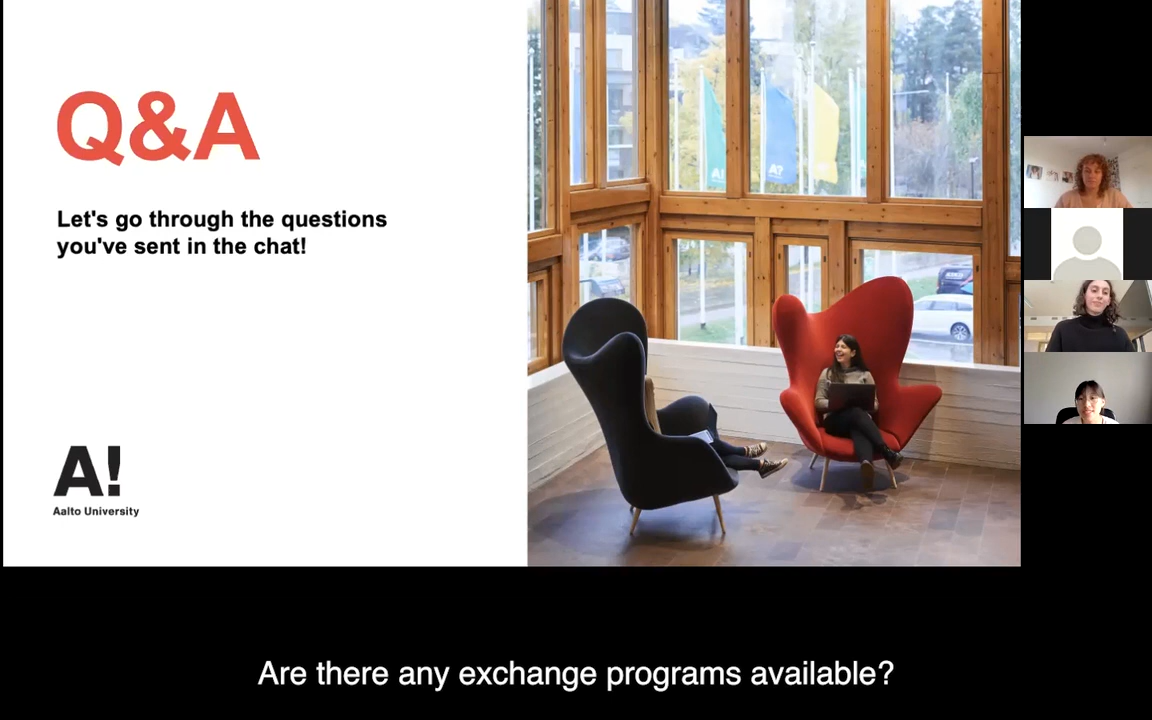 Q&A
Let's go through the questions
you've sent in the chat!
A!
Aalto University
A!
A?
Are there any exchange programs available?